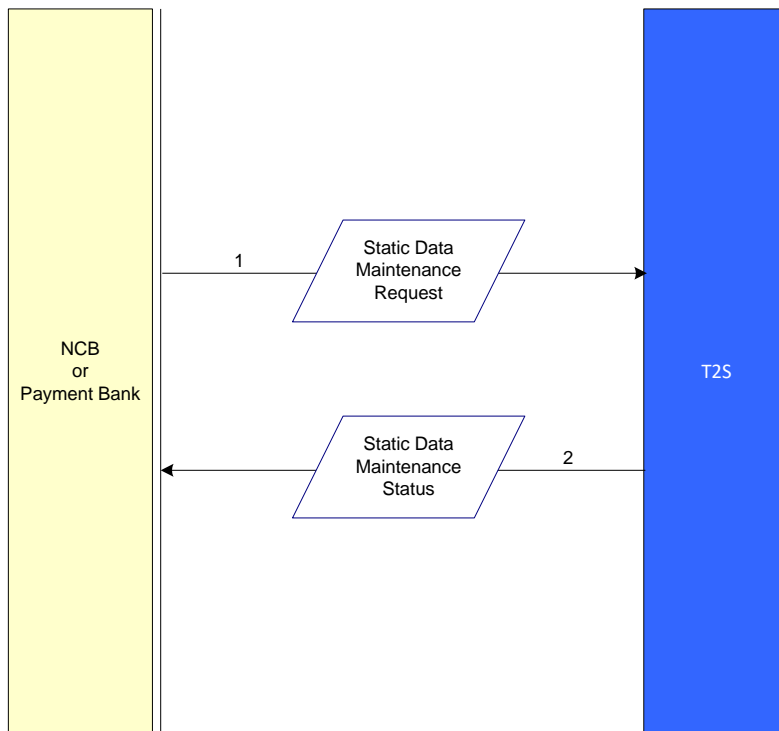 1
Static Data
Maintenance
Request
NCB
or
Payment Bank
T2S
Static Data
Maintenance
Status
2